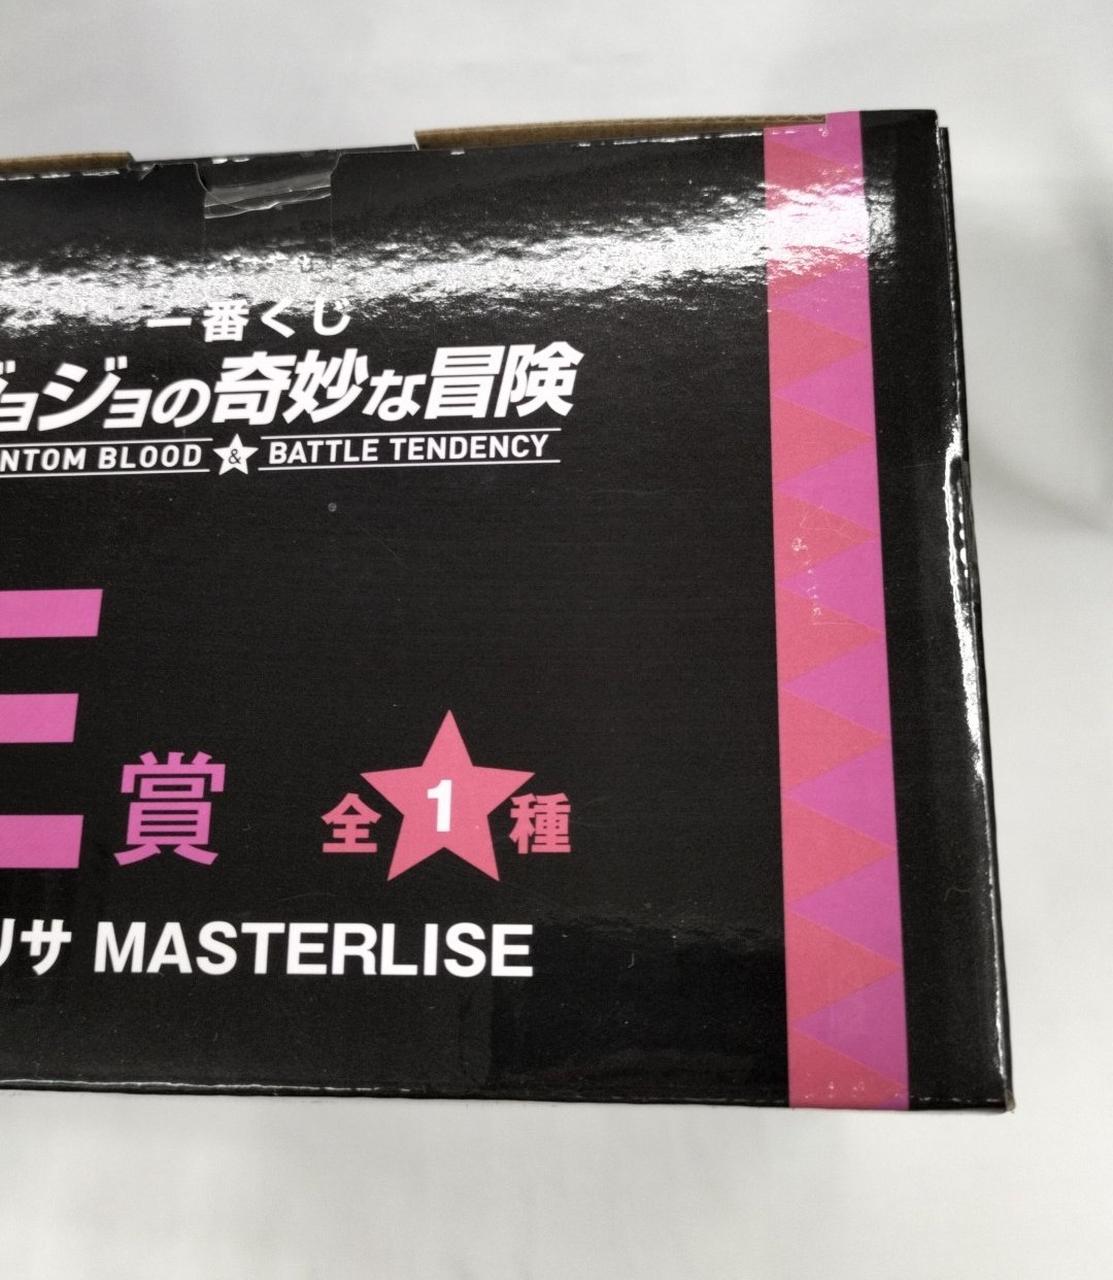 一番くじ
ョジョの奇妙な冒険
NTOM BLOOD & BATTLE TENDENCY
E賞 全1種
リサ MASTERLISE